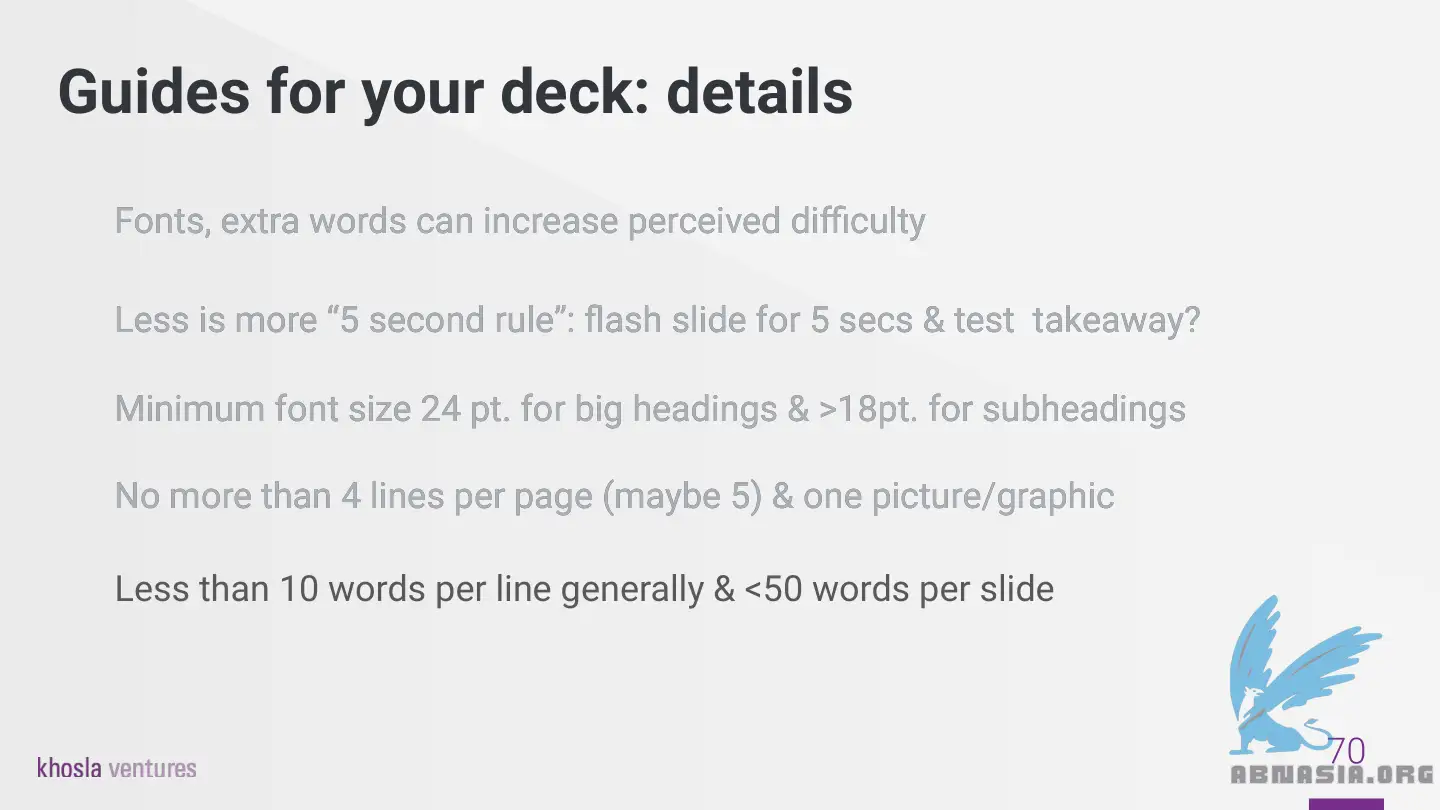 Guides for your deck: details
Fonts, extra words can increase perceived difficulty
Less is more “5 second rule”: flash slide for 5 secs & test  takeaway?
Minimum font size 24 pt. for big headings & >18pt. for subheadings
No more than 4 lines per page (maybe 5) & one picture/graphic
Less than 10 words per line generally & <50 words per slide
khosla ventures
70
ABNASIA.ORG